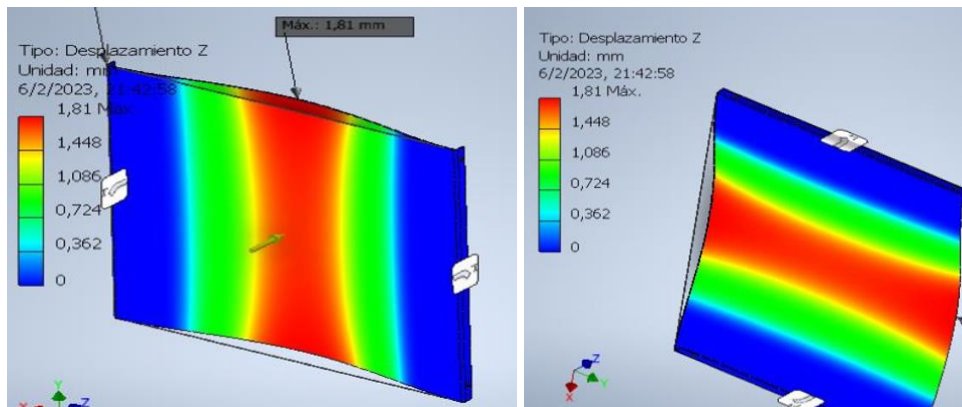 Máx.: 1,81 mm
Tipo: Desplazamiento Z
Unidad: mm
6/2/2023, 21:42:58
1,81 Máx.
1,448
1,086
0,724
0,362
0
Y
X
Z
Tipo: Desplazamiento Z
Unidad: mm
6/2/2023, 21:42:58
1,81 Máx.
1,448
1,086
0,724
0,362
0
Z
Y
X